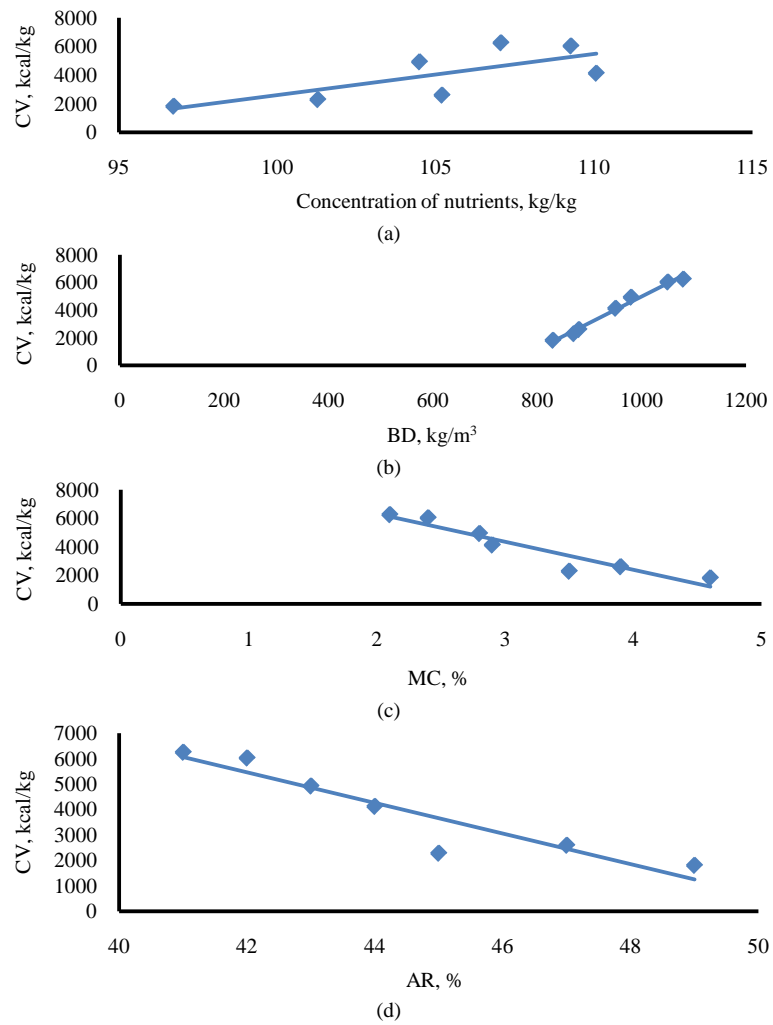 CV, kcal/kg
8000
6000
4000
2000
0
95 100 105 110 115
Concentration of nutrients, kg/kg
(a)
CV, kcal/kg
8000
6000
4000
2000
0
0 200 400 600 800 1000 1200
BD, kg/m³
(b)
CV, kcal/kg
8000
6000
4000
2000
0
0 1 2 3 4 5
MC, %
(c)
CV, kcal/kg
7000
6000
5000
4000
3000
2000
1000
0
40 42 44 46 48 50
AR, %
(d)